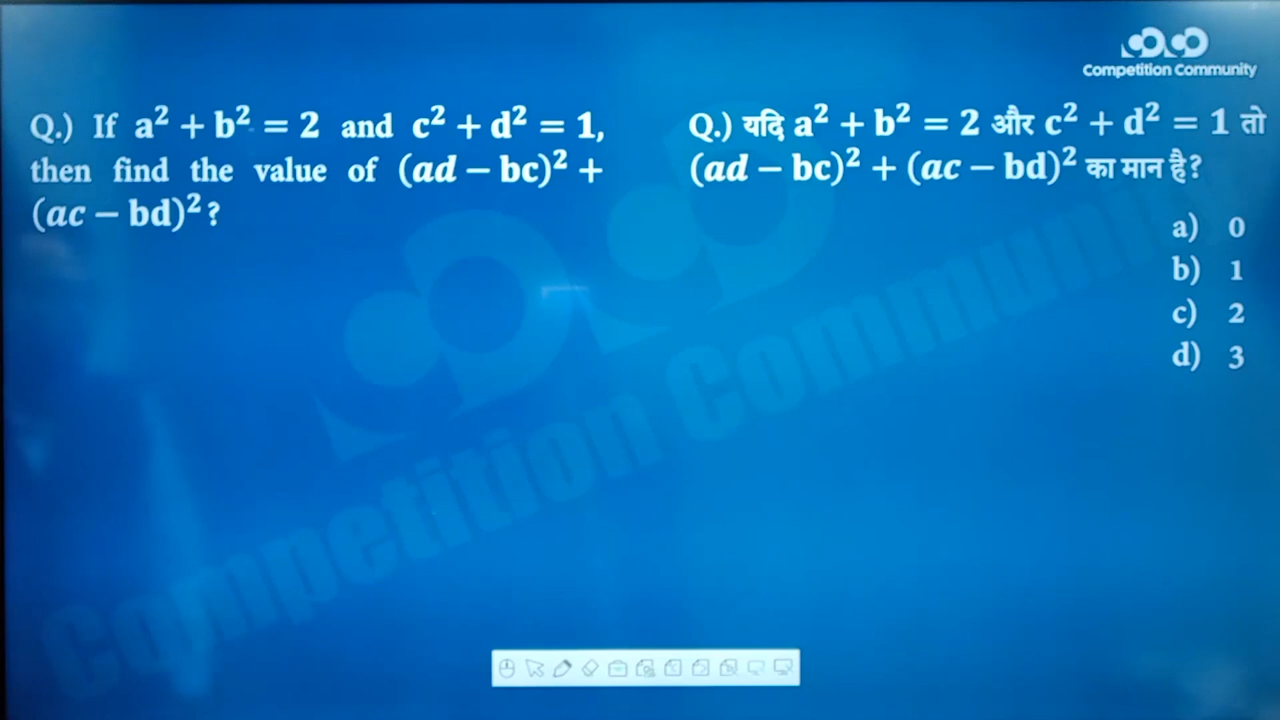 Competition Community
Q.) If a² + b² = 2 and c² + d² = 1,
then find the value of (ad − bc)² +
(ac − bd)²?
Q.) यदि a² + b² = 2 और c² + d² = 1 तो
(ad − bc)² + (ac − bd)² का मान है?
a) 0
b) 1
c) 2
d) 3
Competition Community